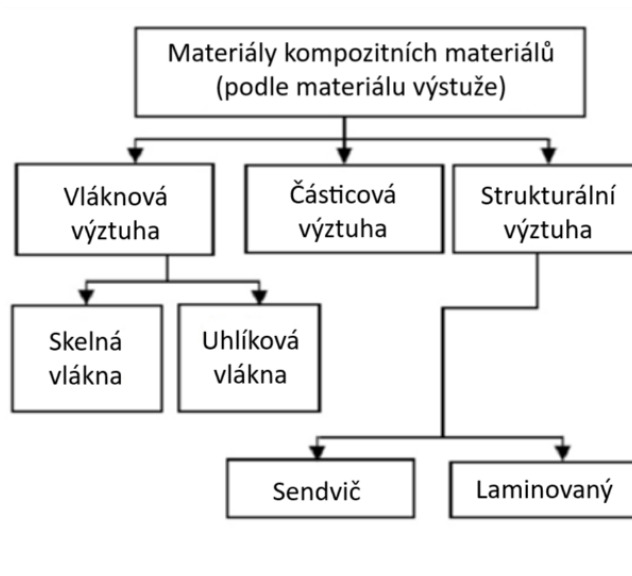 Materiály kompozitních materiálů
(podle materiálu výstuže)
Vláknová
výztuha
Částicová
výztuha
Strukturální
výztuha
Skelná
vlákna
Uhlíková
vlákna
Sendvič
Laminovaný